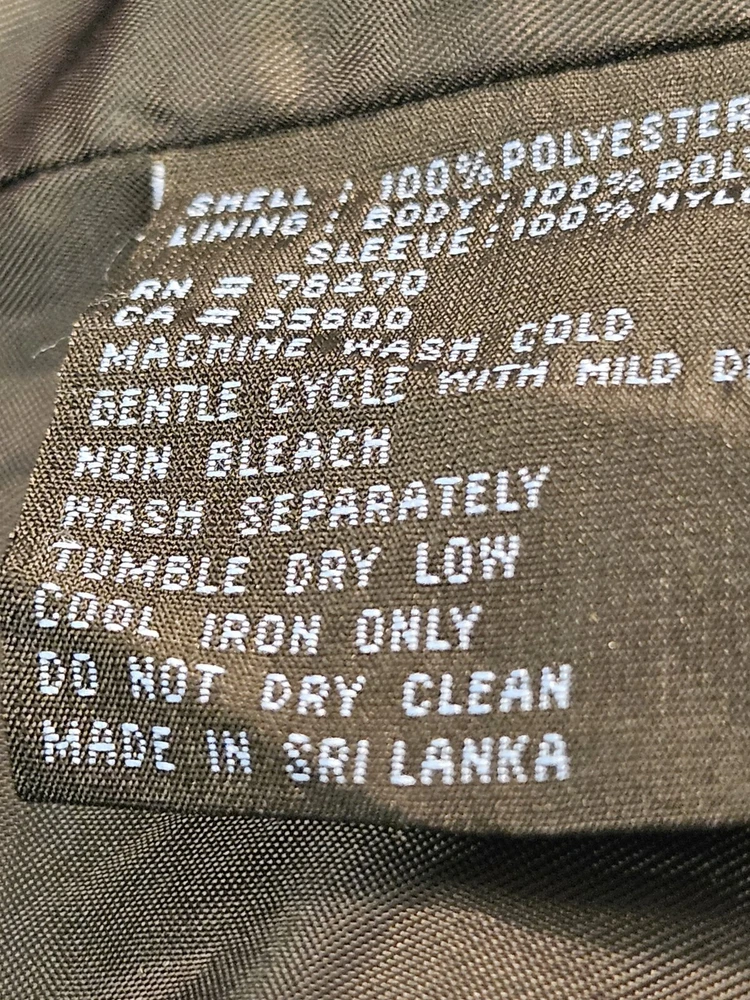 SHELL : 100% POLYESTER
LINING : BODY : 100% POL
SLEEVE : 100% NYL
RN # 78470
CA # 35800
MACHINE WASH COLD
GENTLE CYCLE WITH MILD D
NON BLEACH
WASH SEPARATELY
TUMBLE DRY LOW
COOL IRON ONLY
DO NOT DRY CLEAN
MADE IN SRI LANKA